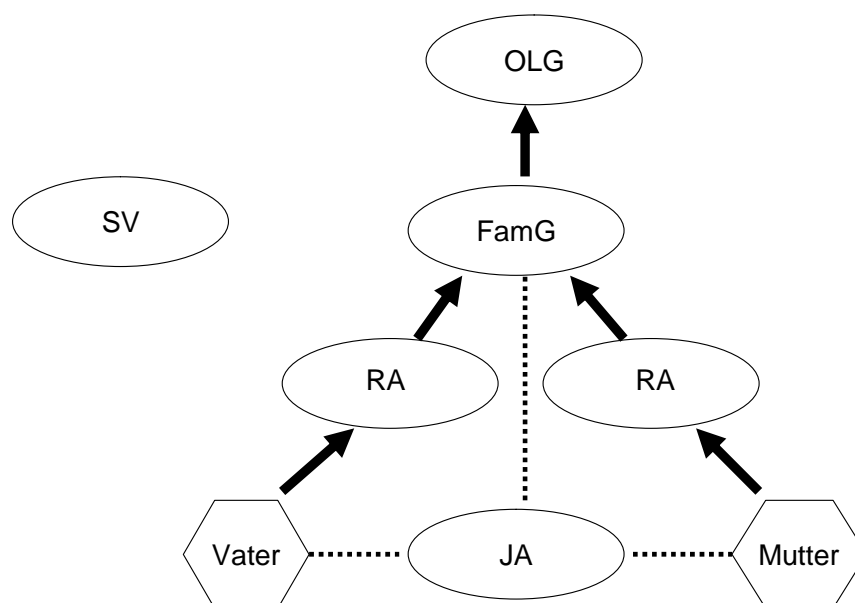 OLG
SV
FamG
RA
RA
Vater
JA
Mutter